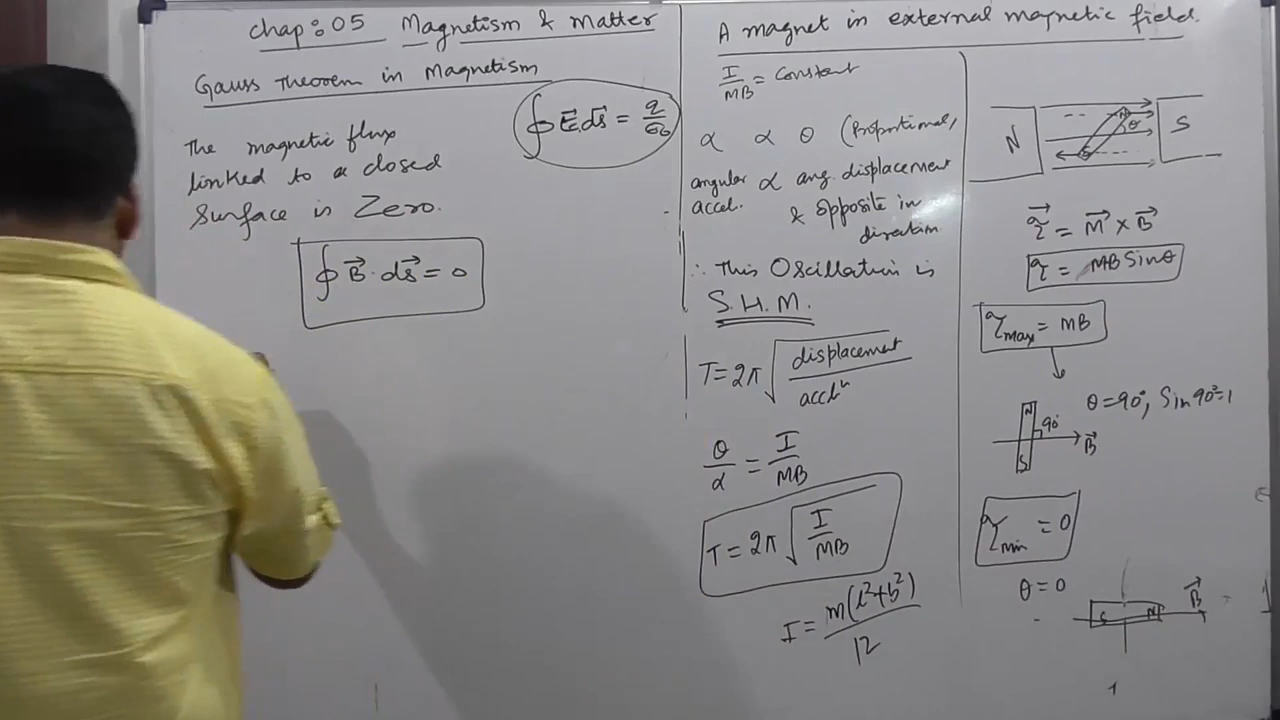 Chap: 05 Magnetism & Matter
Gauss Theorem in Magnetism
∮E⃗.ds⃗ = q/ε₀
The magnetic flux
linked to a closed
Surface is Zero.
∮ B⃗ · ds⃗ = 0
A magnet in external magnetic field.
I/MB = Constant
α α θ (Proportional,
angular accel. α ang. displacement
& opposite in
direction
∴ This Oscillation is
S.H.M.
T = 2π √(displacement/accl^n)
θ/α = I/MB
T = 2π √(I/MB)
I = m(l²+b²)/12
N S
N θ
S
τ⃗ = M⃗ × B⃗
τ = MB Sinθ
τmax = MB
θ = 90°, Sin90° = 1
N 90° B⃗
S
τmin = 0
θ = 0
S N B⃗